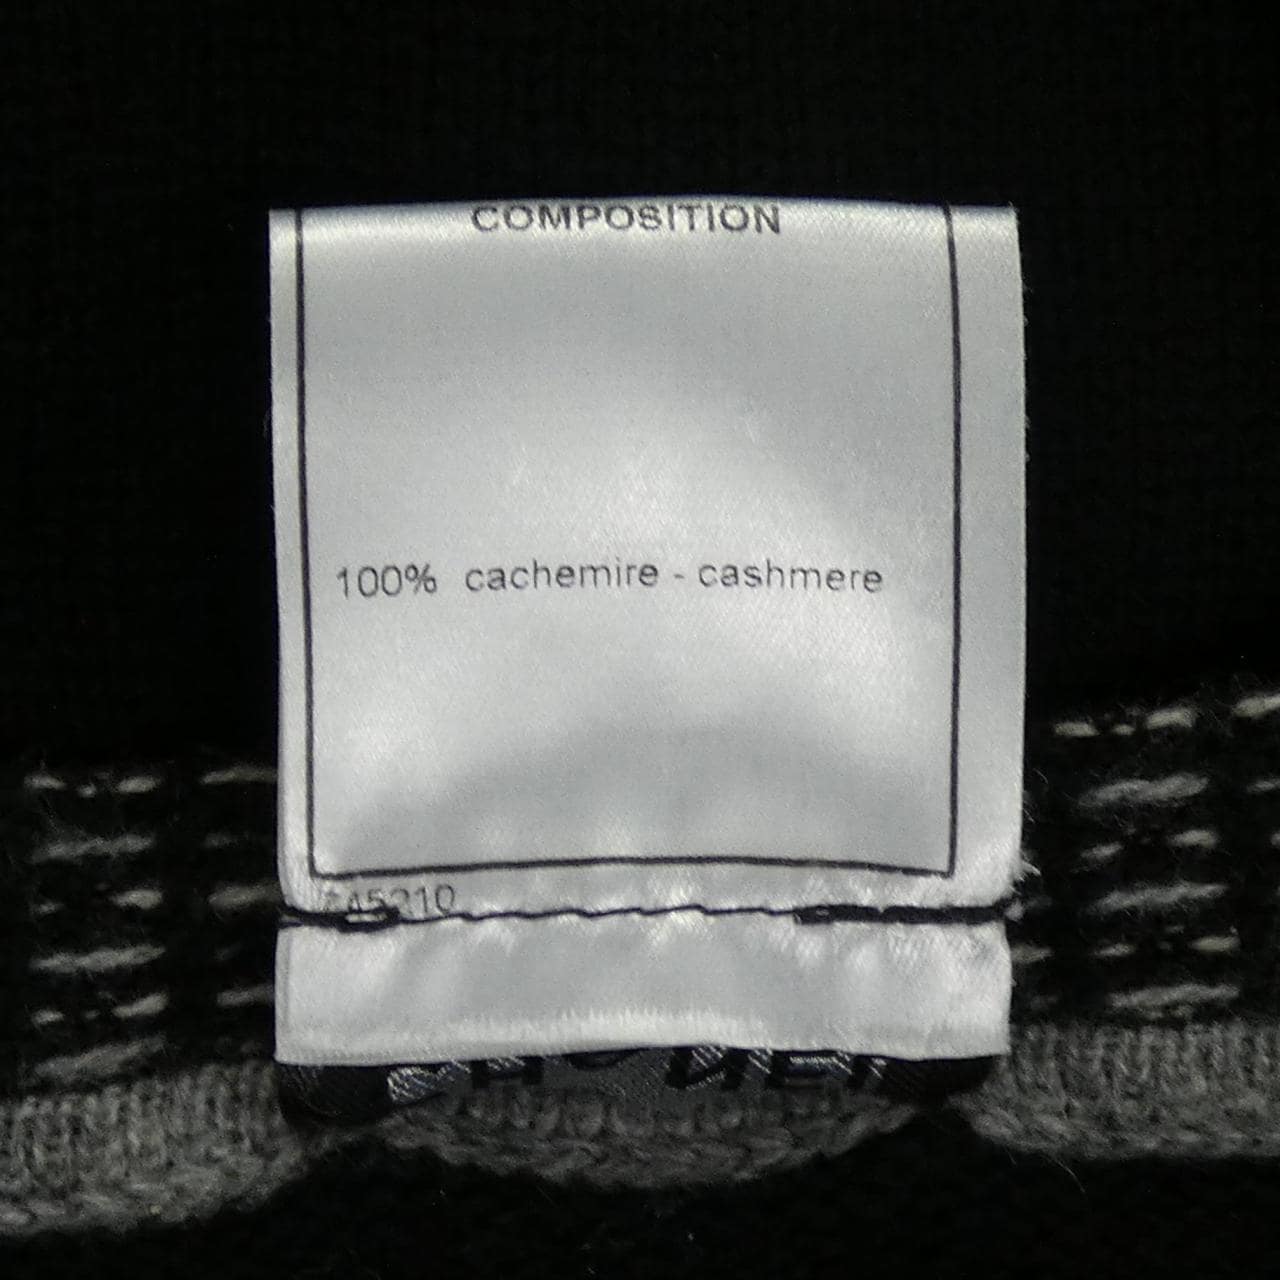 COMPOSITION
100% cachemire - cashmere